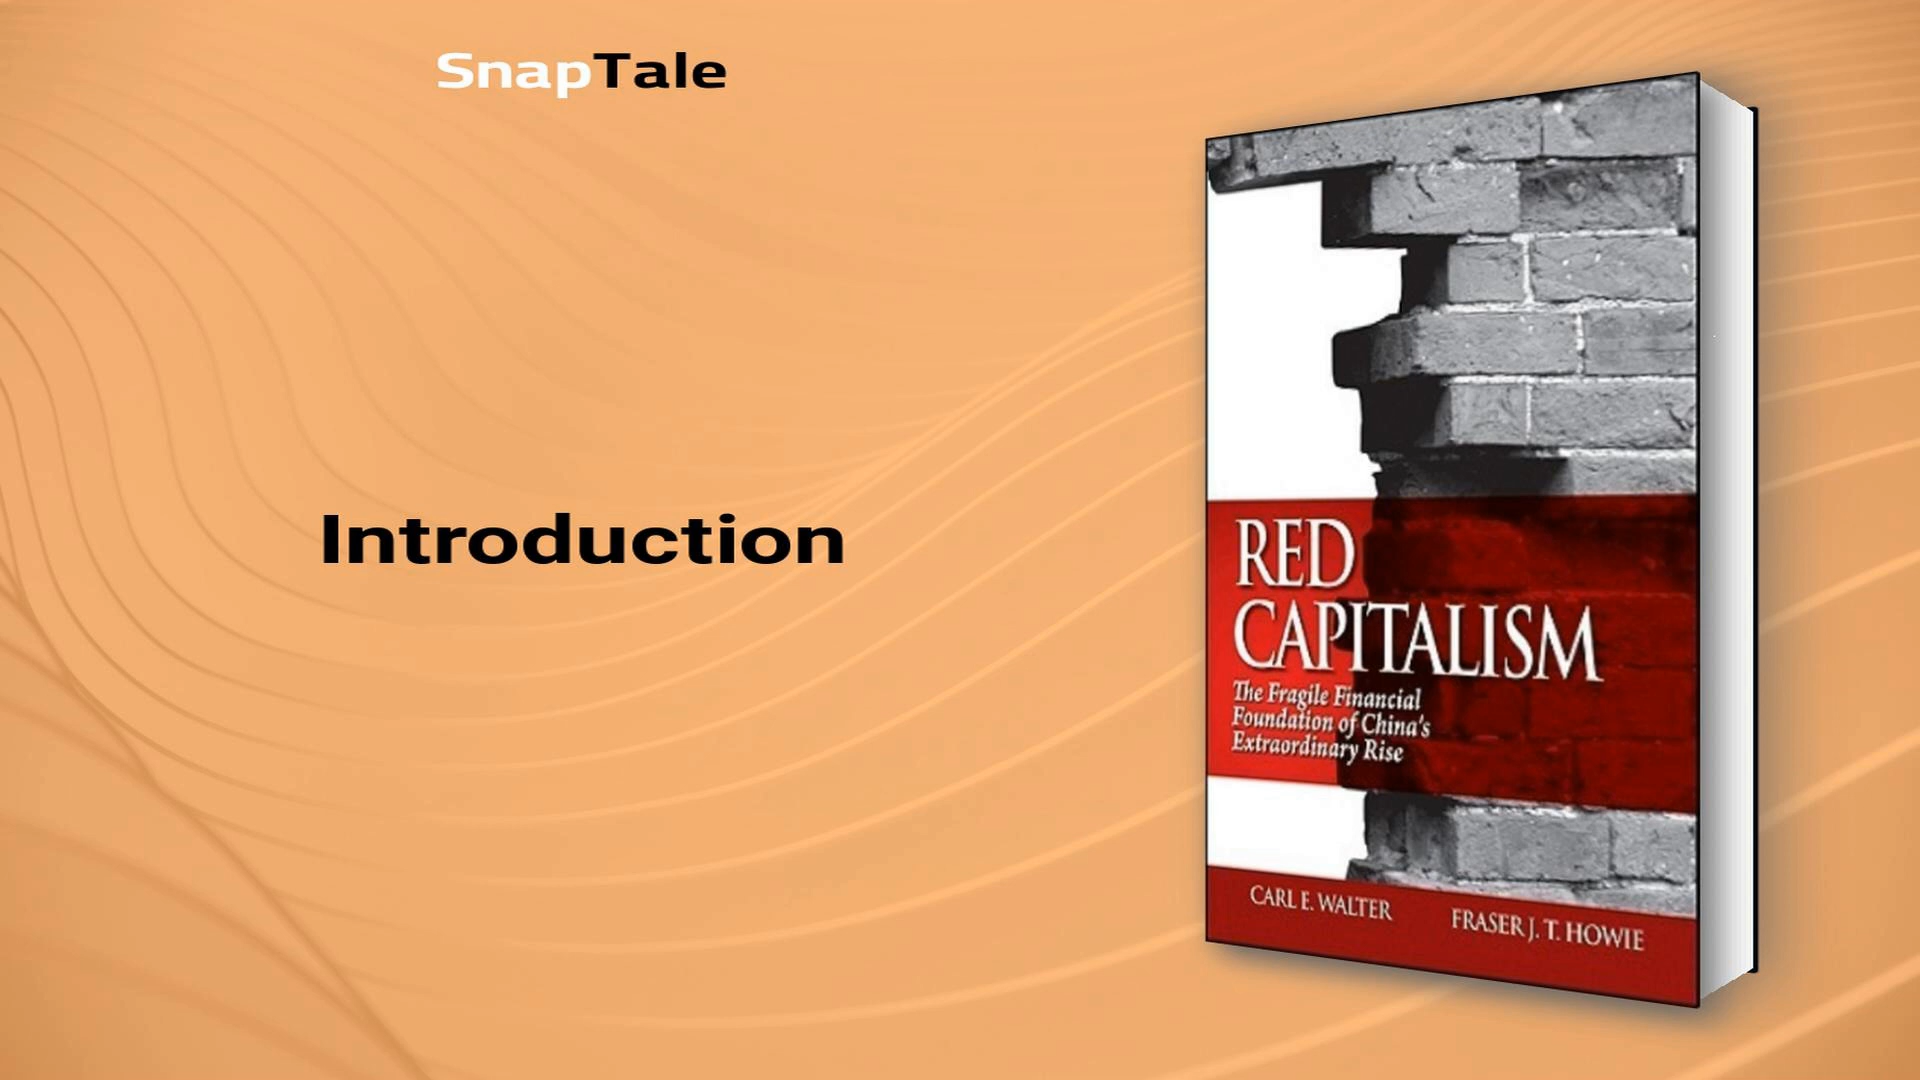 SnapTale
Introduction
RED
CAPITALISM
The Fragile Financial
Foundation of China's
Extraordinary Rise
CARL E. WALTER
FRASER J. T. HOWIE